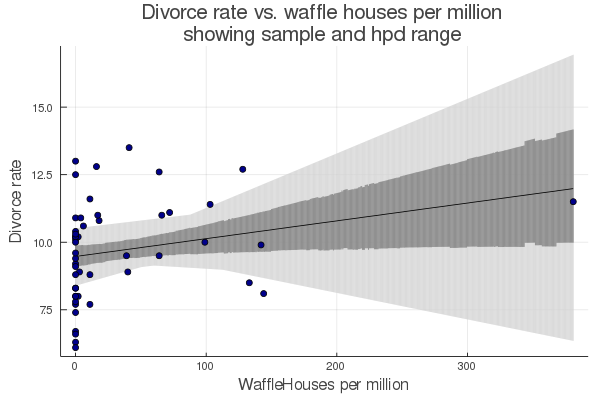 Divorce rate vs. waffle houses per million
showing sample and hpd range
Divorce rate
15.0
12.5
10.0
7.5
0 100 200 300
WaffleHouses per million